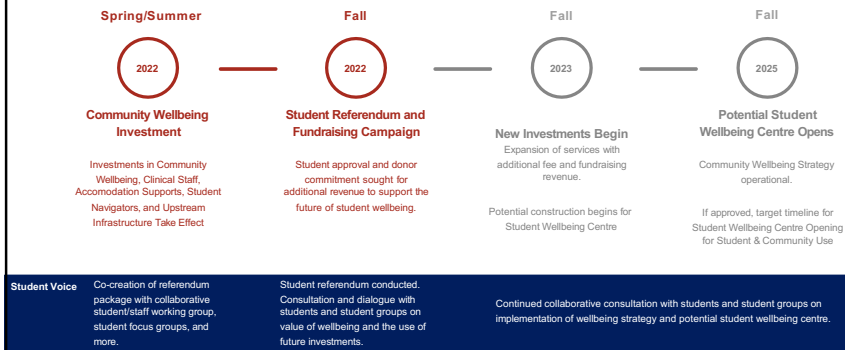 Spring/Summer
2022
Community Wellbeing
Investment
Investments in Community
Wellbeing, Clinical Staff,
Accomodation Supports, Student
Navigators, and Upstream
Infrastructure Take Effect
Fall
2022
Student Referendum and
Fundraising Campaign
Student approval and donor
commitment sought for
additional revenue to support the
future of student wellbeing.
Fall
2023
New Investments Begin
Expansion of services with
additional fee and fundraising
revenue.
Potential construction begins for
Student Wellbeing Centre
Fall
2025
Potential Student
Wellbeing Centre Opens
Community Wellbeing Strategy
operational.
If approved, target timeline for
Student Wellbeing Centre Opening
for Student & Community Use
Student Voice
Co-creation of referendum
package with collaborative
student/staff working group,
student focus groups, and
more.
Student referendum conducted.
Consultation and dialogue with
students and student groups on
value of wellbeing and the use of
future investments.
Continued collaborative consultation with students and student groups on
implementation of wellbeing strategy and potential student wellbeing centre.